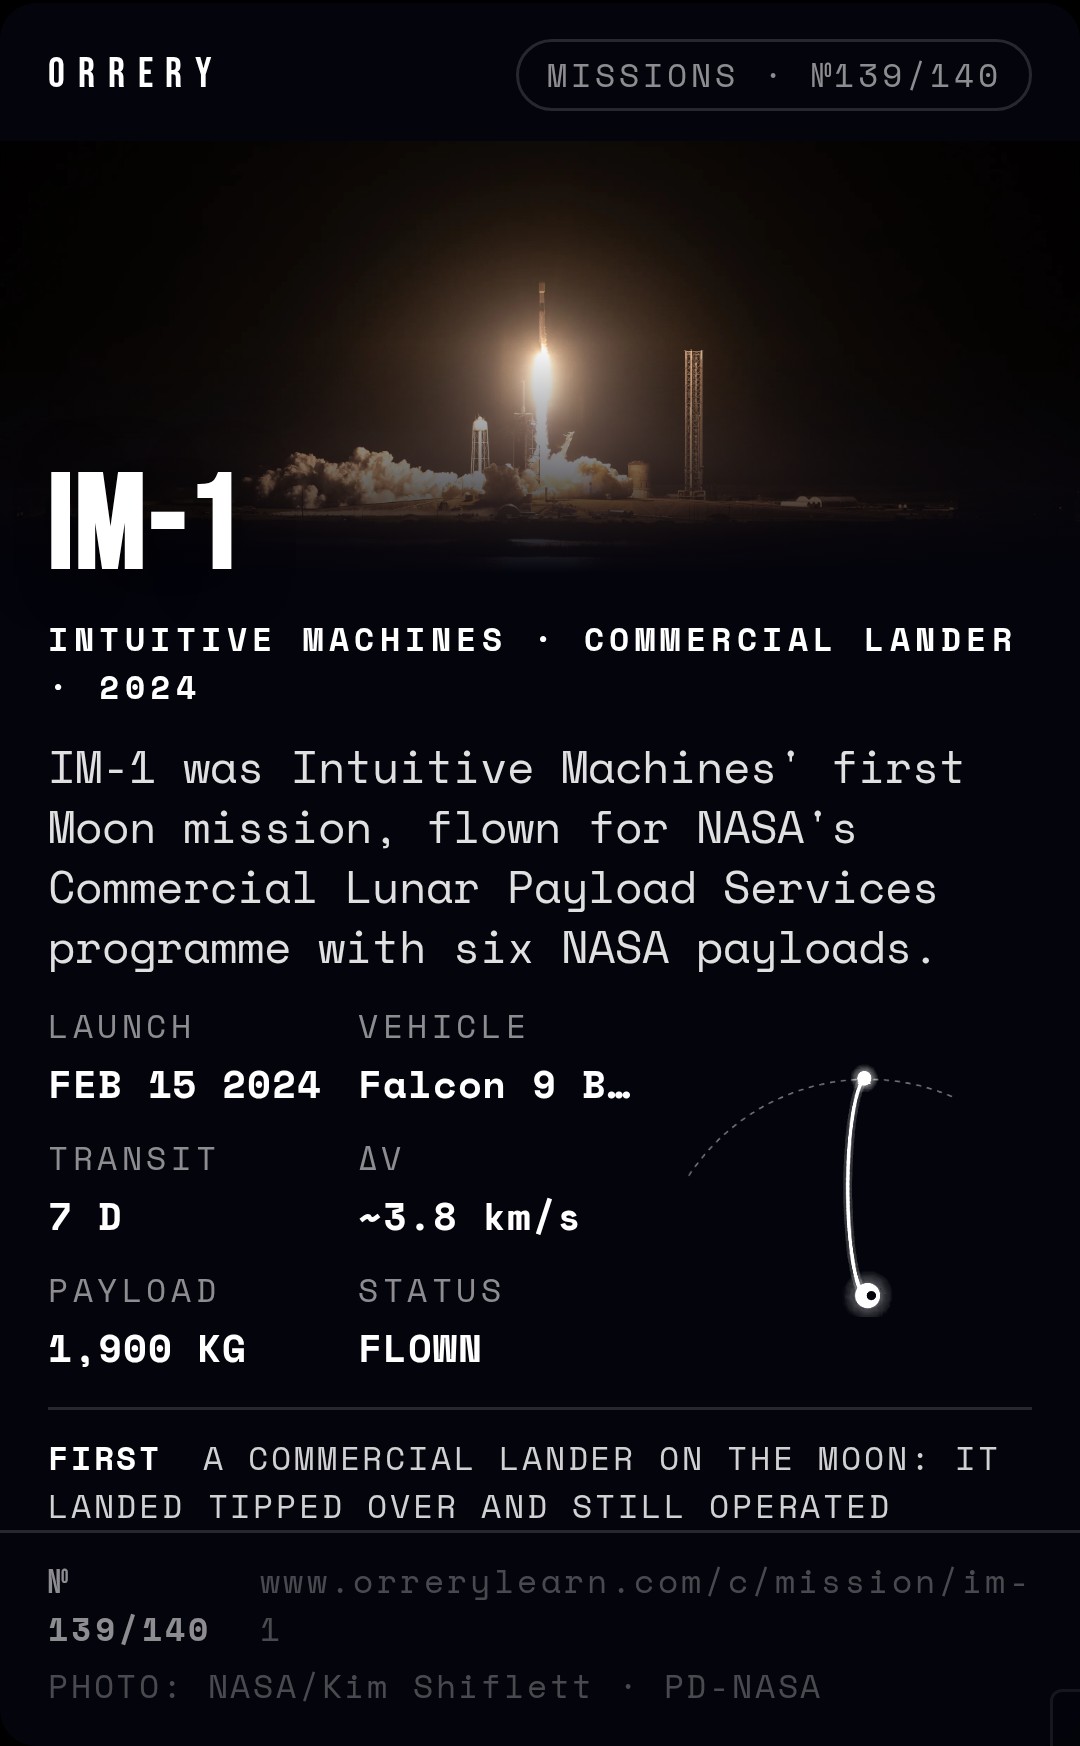 ORRERY
MISSIONS · №139/140
IM-1
INTUITIVE MACHINES · COMMERCIAL LANDER
· 2024
IM-1 was Intuitive Machines' first
Moon mission, flown for NASA's
Commercial Lunar Payload Services
programme with six NASA payloads.
LAUNCH VEHICLE
FEB 15 2024 Falcon 9 B…
TRANSIT ΔV
7 D ~3.8 km/s
PAYLOAD STATUS
1,900 KG FLOWN
FIRST A COMMERCIAL LANDER ON THE MOON: IT
LANDED TIPPED OVER AND STILL OPERATED
№ www.orrerylearn.com/c/mission/im-
139/140 1
PHOTO: NASA/Kim Shiflett · PD-NASA